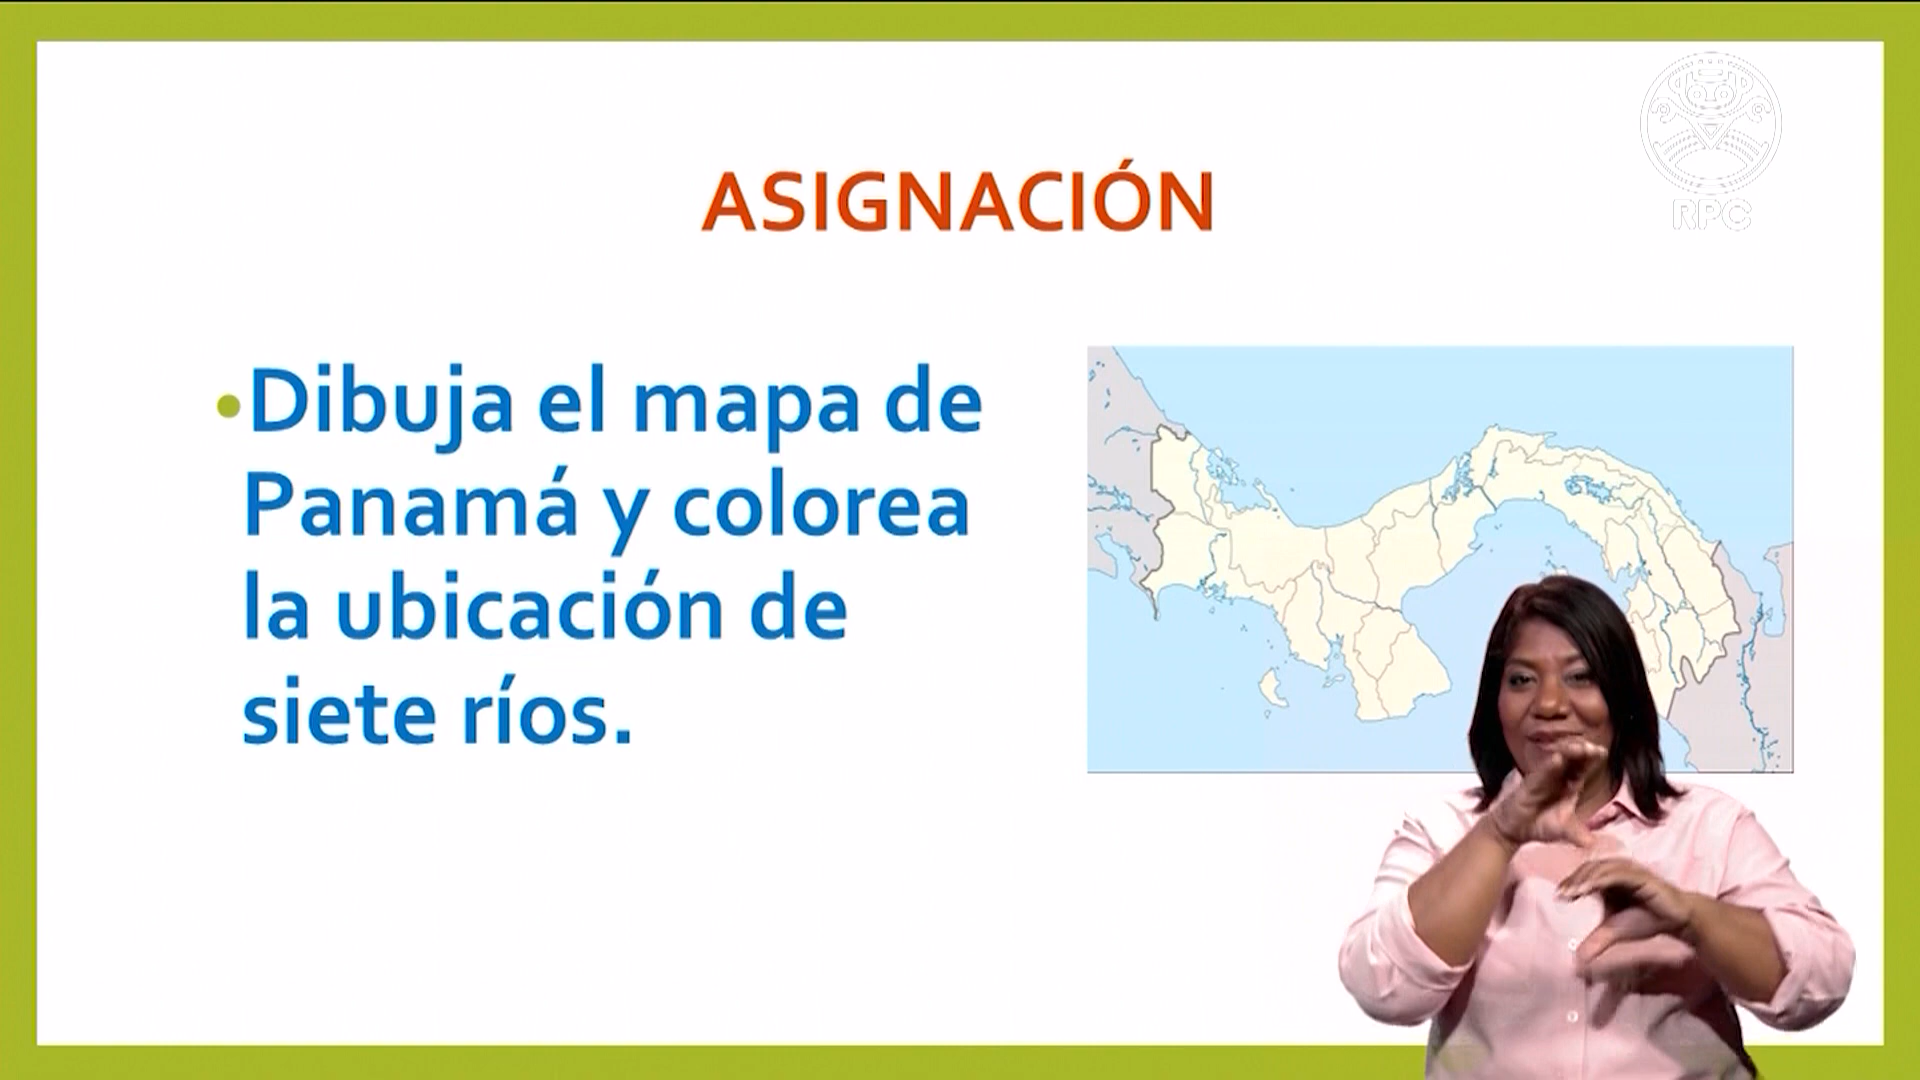 RPC
ASIGNACIÓN
•Dibuja el mapa de
Panamá y colorea
la ubicación de
siete ríos.